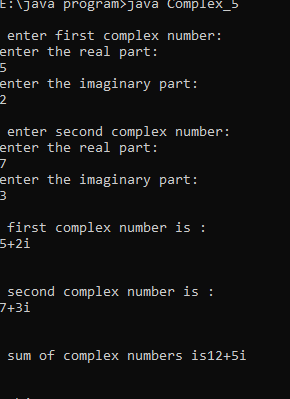 E:\java program>java Complex_5
enter first complex number:
enter the real part:
5
enter the imaginary part:
2
enter second complex number:
enter the real part:
7
enter the imaginary part:
3
first complex number is :
5+2i
second complex number is :
7+3i
sum of complex numbers is12+5i